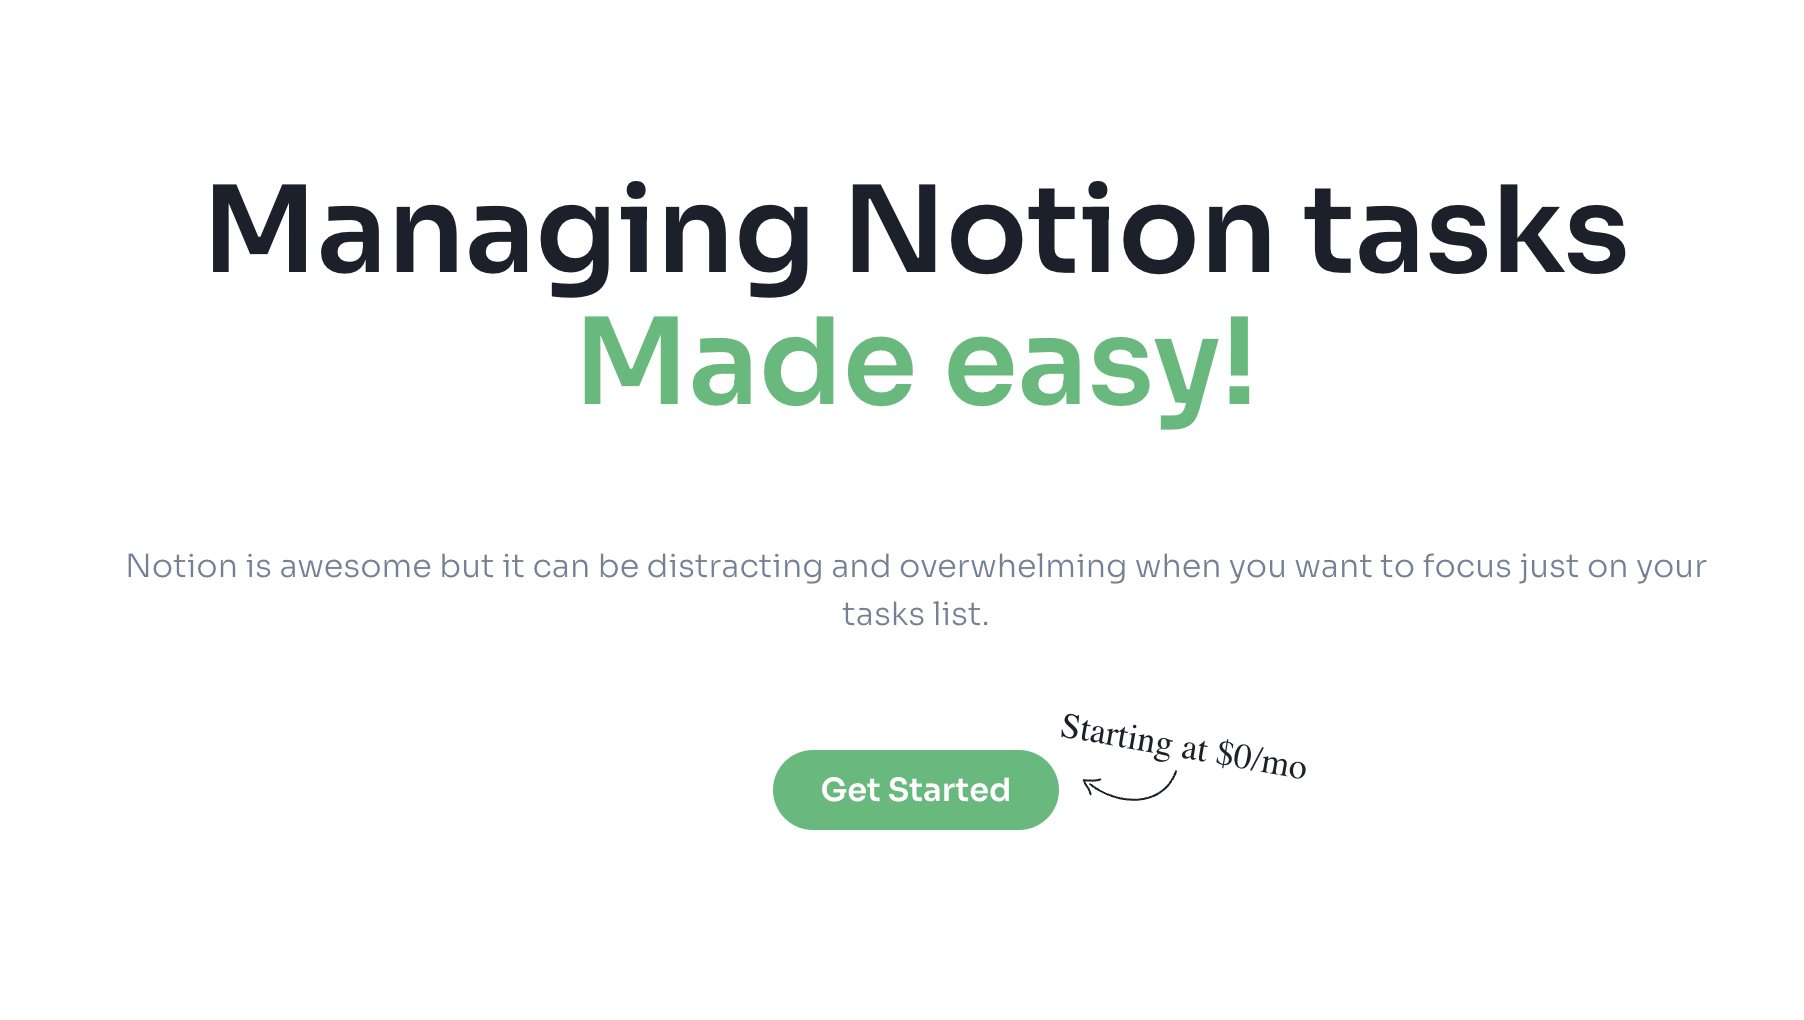 Managing Notion tasks
Made easy!
Notion is awesome but it can be distracting and overwhelming when you want to focus just on your
tasks list.
Starting at $0/mo
Get Started